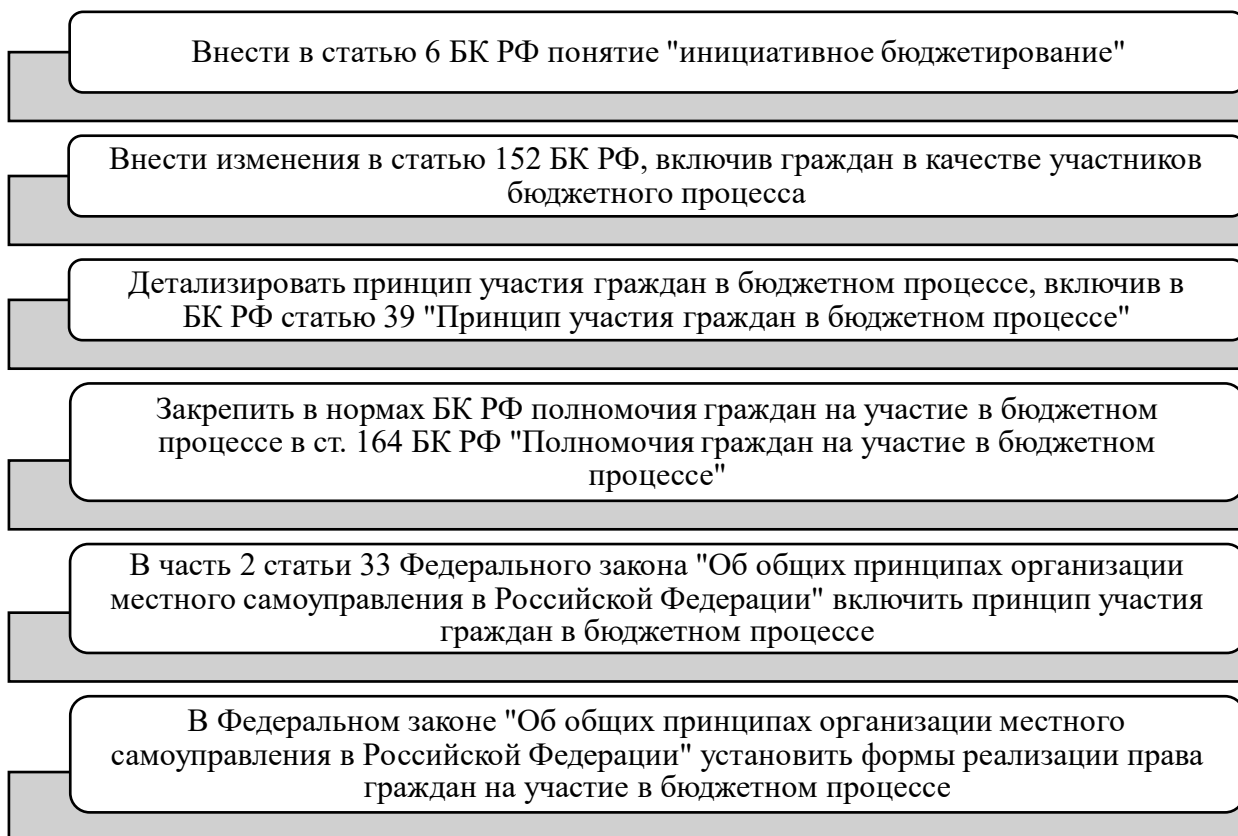 Внести в статью 6 БК РФ понятие "инициативное бюджетирование"
Внести изменения в статью 152 БК РФ, включив граждан в качестве участников
бюджетного процесса
Детализировать принцип участия граждан в бюджетном процессе, включив в
БК РФ статью 39 "Принцип участия граждан в бюджетном процессе"
Закрепить в нормах БК РФ полномочия граждан на участие в бюджетном
процессе в ст. 164 БК РФ "Полномочия граждан на участие в бюджетном
процессе"
В часть 2 статьи 33 Федерального закона "Об общих принципах организации
местного самоуправления в Российской Федерации" включить принцип участия
граждан в бюджетном процессе
В Федеральном законе "Об общих принципах организации местного
самоуправления в Российской Федерации" установить формы реализации права
граждан на участие в бюджетном процессе